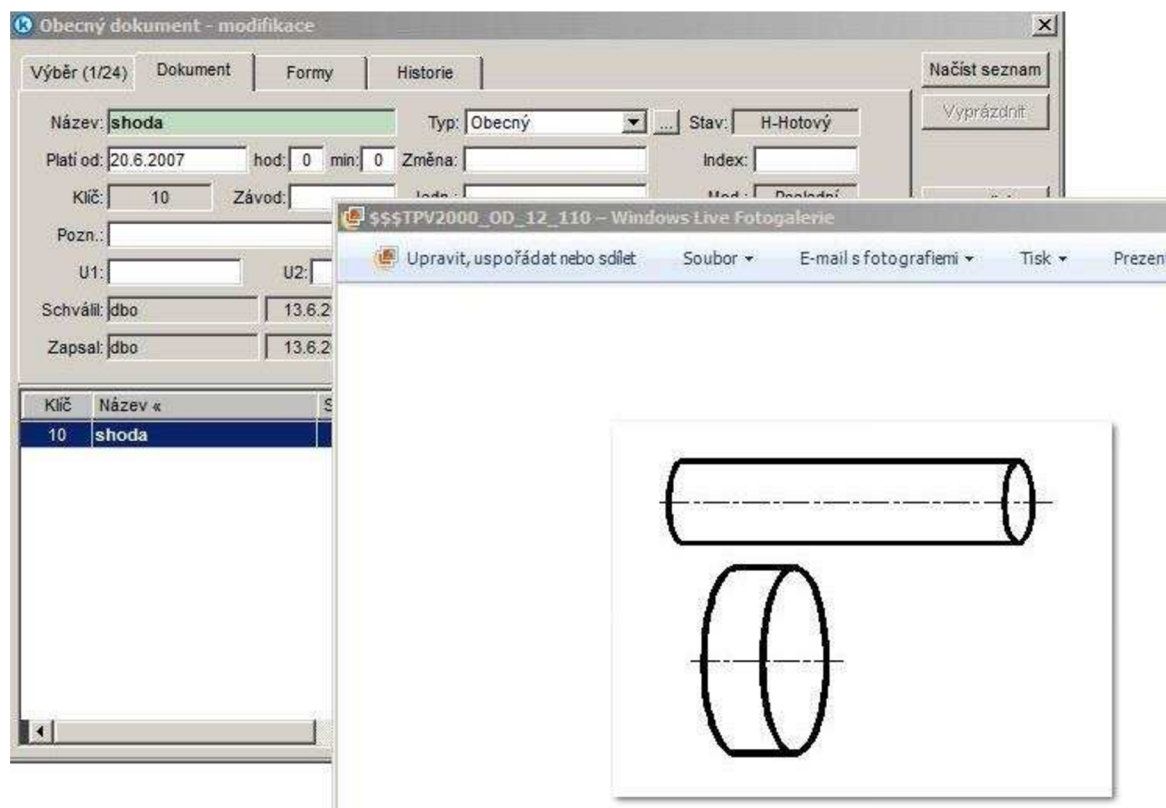 Obecný dokument - modifikace
Výběr (1/24) Dokument Formy Historie Načíst seznam
Název: shoda Typ: Obecný ... Stav: H-Hotový Vyprázdnit
Platí od: 20.6.2007 hod: 0 min: 0 Změna: Index:
Klíč: 10 Závod:
Pozn.:
U1: U2:
Schválil: dbo 13.6.2
Zapsal: dbo 13.6.2
Klíč Název «
10 shoda
$$$TPV2000_OD_12_110 – Windows Live Fotogalerie
Upravit, uspořádat nebo sdílet Soubor E-mail s fotografiemi Tisk Prezen